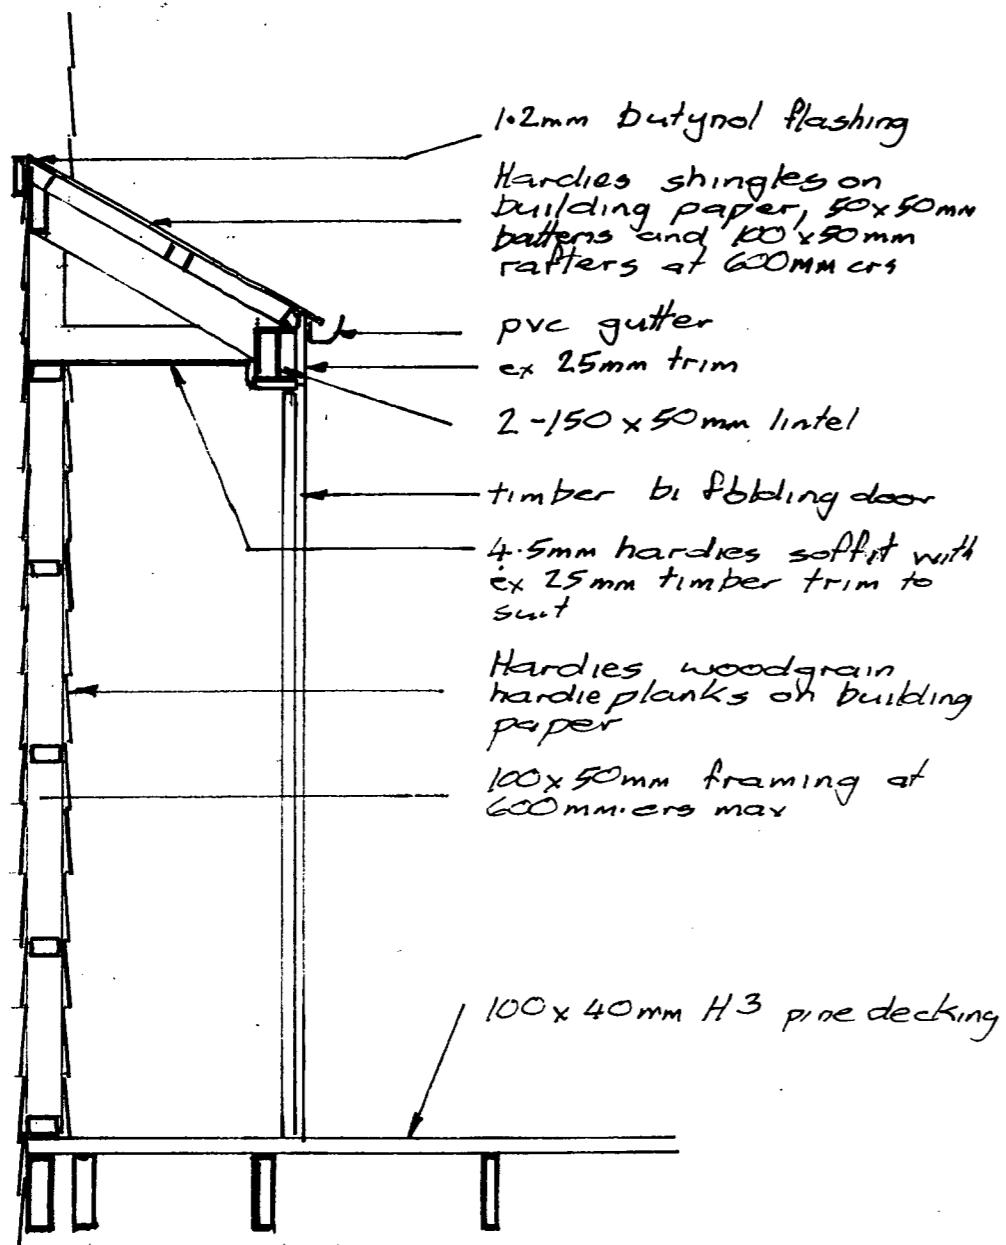 1.2mm butynol flashing
Hardies shingles on
building paper, 50x50mm
battens and 100x50mm
rafters at 600mm crs
pvc gutter
ex 25mm trim
2-150x50mm lintel
timber bi folding door
4.5mm hardies soffit with
ex 25mm timber trim to
suit
Hardies woodgrain
hardieplanks on building
paper
100x50mm framing at
600mm.crs max
100x40mm H3 pine decking